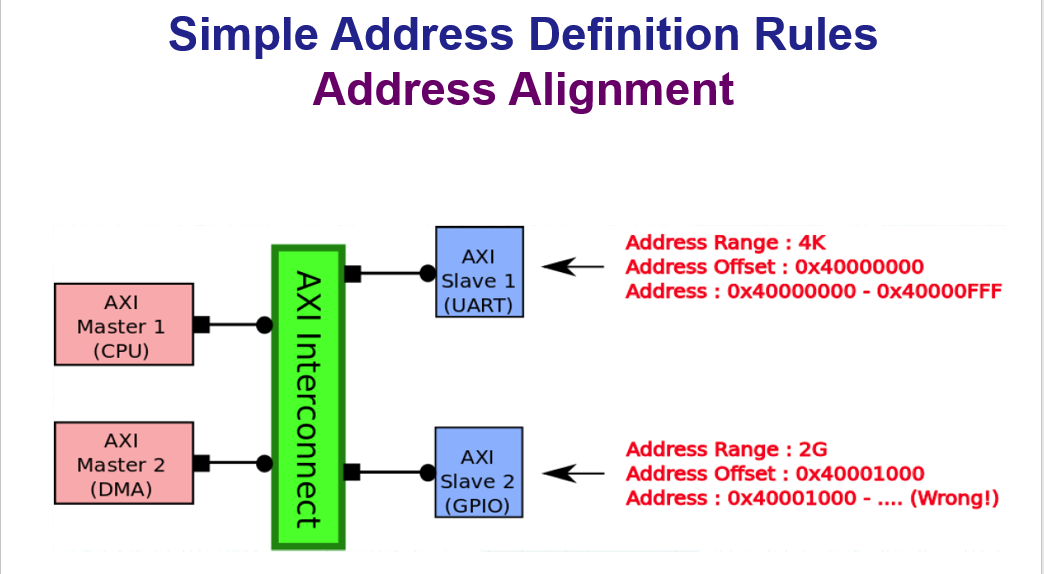 Simple Address Definition Rules
Address Alignment
AXI
Master 1
(CPU)
AXI
Master 2
(DMA)
AXI Interconnect
AXI
Slave 1
(UART)
Address Range : 4K
Address Offset : 0x40000000
Address : 0x40000000 - 0x40000FFF
AXI
Slave 2
(GPIO)
Address Range : 2G
Address Offset : 0x40001000
Address : 0x40001000 - .... (Wrong!)